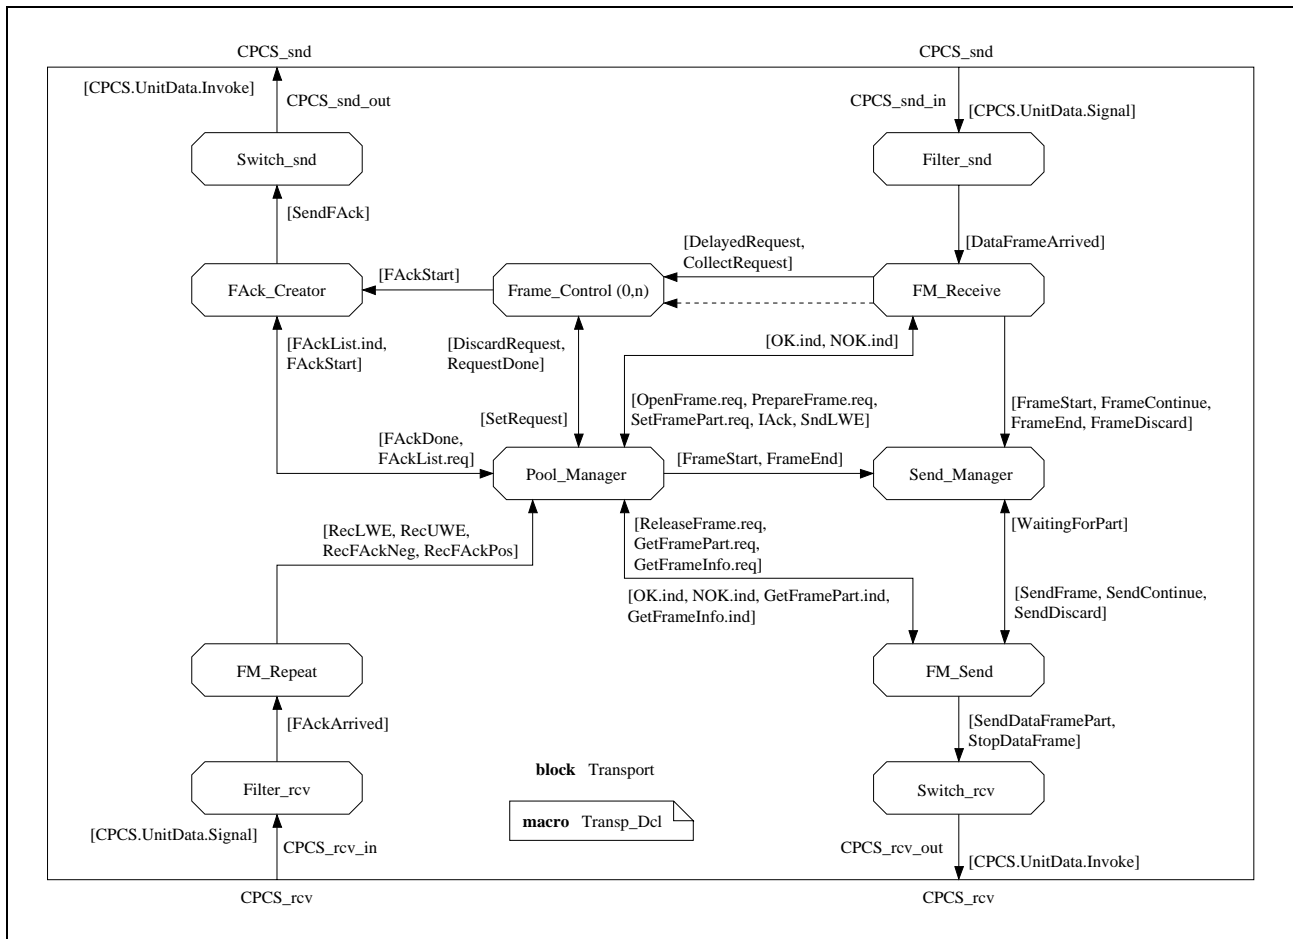 CPCS_snd
CPCS_snd
[CPCS.UnitData.Invoke]
CPCS_snd_out
CPCS_snd_in
[CPCS.UnitData.Signal]
Switch_snd
Filter_snd
[SendFAck]
[DataFrameArrived]
[DelayedRequest,
CollectRequest]
[FAckStart]
FAck_Creator
Frame_Control (0,n)
FM_Receive
[FAckList.ind,
FAckStart]
[DiscardRequest,
RequestDone]
[OK.ind, NOK.ind]
[OpenFrame.req, PrepareFrame.req,
SetFramePart.req, IAck, SndLWE]
[FrameStart, FrameContinue,
FrameEnd, FrameDiscard]
[SetRequest]
[FAckDone,
FAckList.req]
Pool_Manager
[FrameStart, FrameEnd]
Send_Manager
[RecLWE, RecUWE,
RecFAckNeg, RecFAckPos]
[ReleaseFrame.req,
GetFramePart.req,
GetFrameInfo.req]
[WaitingForPart]
[OK.ind, NOK.ind, GetFramePart.ind,
GetFrameInfo.ind]
[SendFrame, SendContinue,
SendDiscard]
FM_Repeat
FM_Send
[FAckArrived]
[SendDataFramePart,
StopDataFrame]
block Transport
Filter_rcv
Switch_rcv
macro Transp_Dcl
[CPCS.UnitData.Signal]
CPCS_rcv_in
CPCS_rcv_out
[CPCS.UnitData.Invoke]
CPCS_rcv
CPCS_rcv